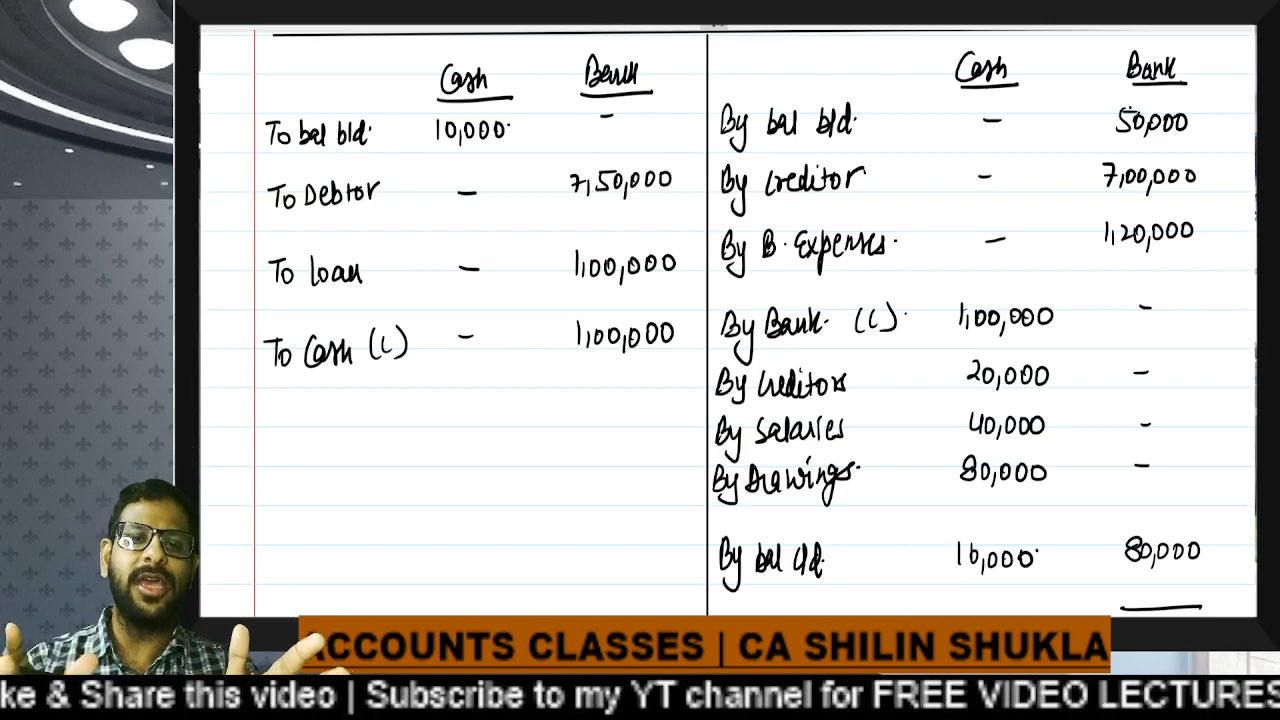 Cash Bank
To bal b/d. 10,000. -
To Debtor - 7,50,000
To Loan - 1,00,000
To Cash (C) - 1,00,000
Cash Bank
By bal b/d. - 50,000
By Creditor - 7,00,000
By B. Expenses. - 1,20,000
By Bank. (C). 1,00,000 -
By Creditors 20,000 -
By Salaries 40,000 -
By Drawings. 80,000 -
By bal c/d. 10,000. 80,000
ACCOUNTS CLASSES | CA SHILIN SHUKLA
ke & Share this video | Subscribe to my YT channel for FREE VIDEO LECTURES